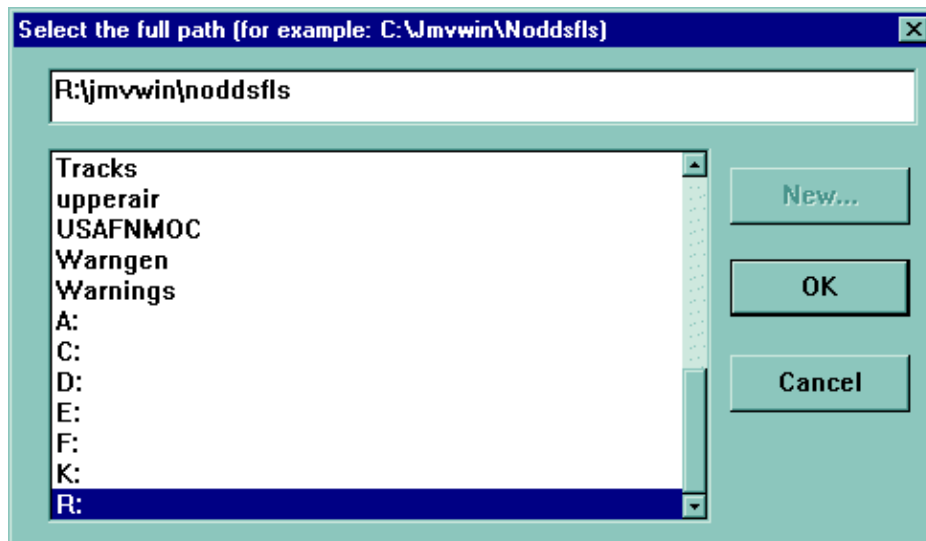 Select the full path (for example: C:\Jmvwin\Noddsfls)
R:\jmvwin\noddsfls
Tracks
upperair
New...
USAFNMOC
Warngen
Warnings
OK
A:
C:
D:
Cancel
E:
F:
K:
R: